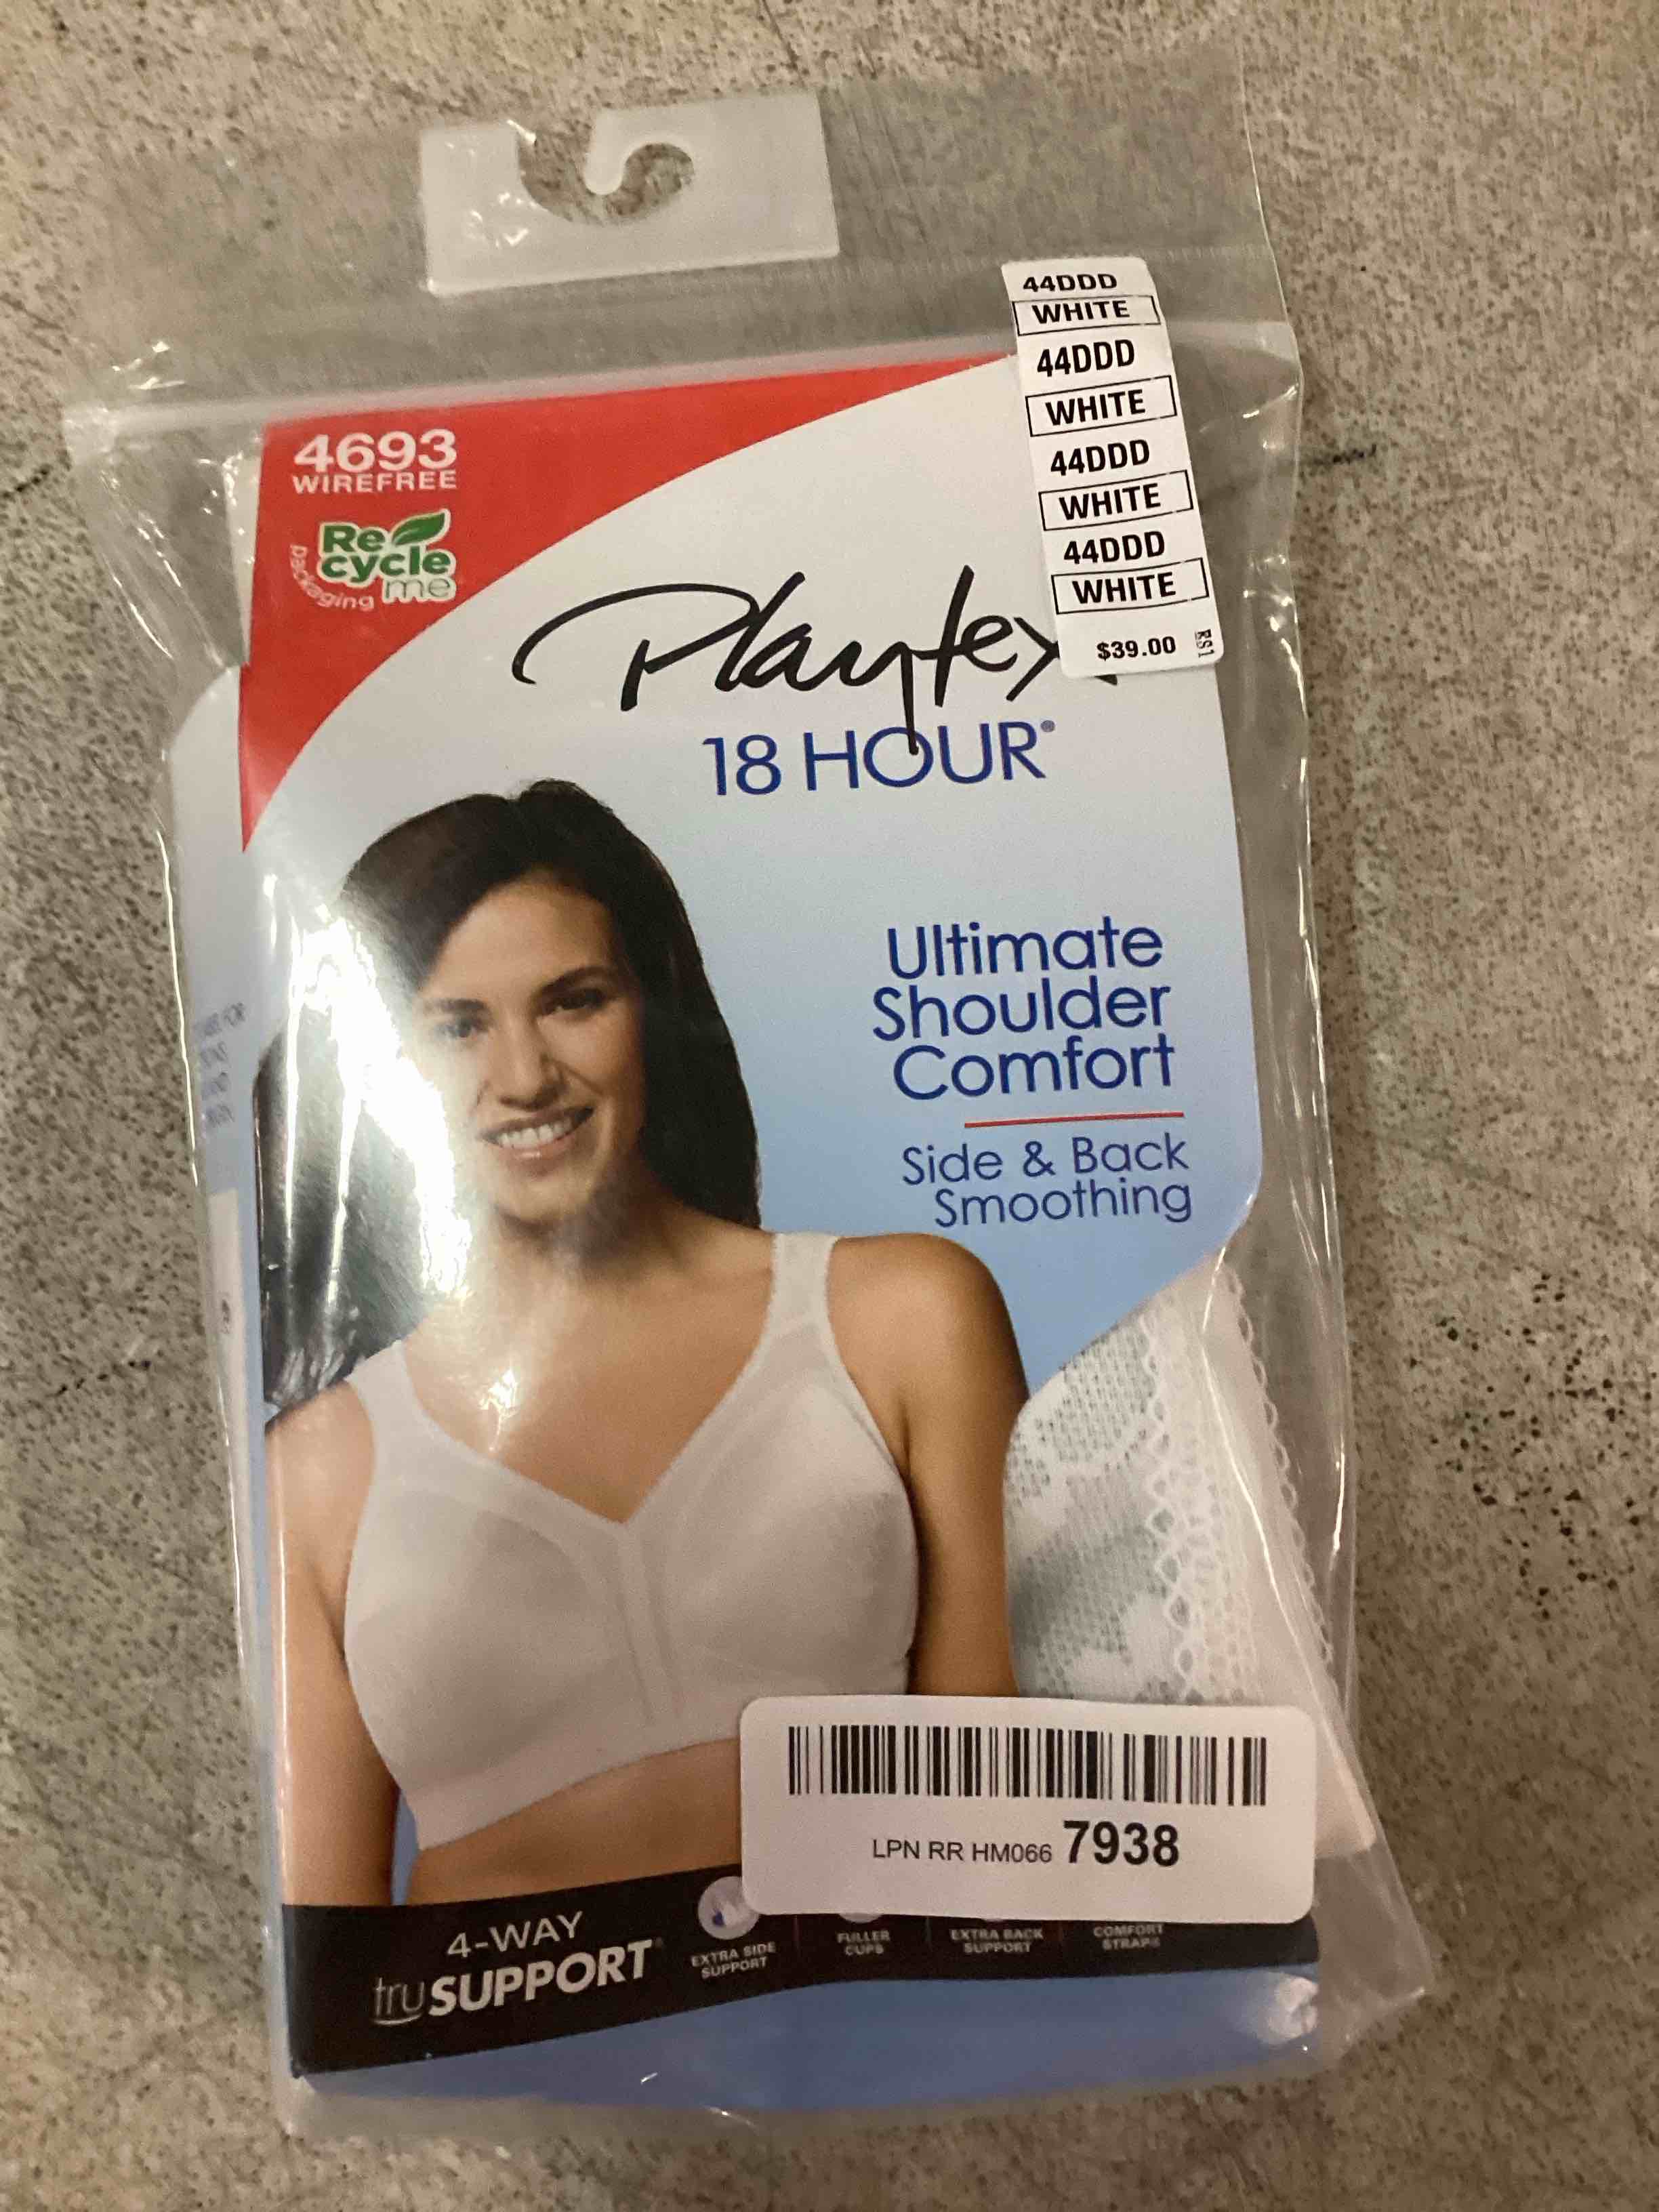 44DDD
WHITE
44DDD
WHITE
44DDD
WHITE
44DDD
WHITE
$39.00 RS1
4693
WIREFREE
Recycle
me
packaging
Playtex
18 HOUR®
Ultimate
Shoulder
Comfort
Side & Back
Smoothing
LPN RR HM066 7938
4-WAY
truSUPPORT®
EXTRA SIDE
SUPPORT
FULLER
CUPS
EXTRA BACK
SUPPORT
COMFORT
STRAPS